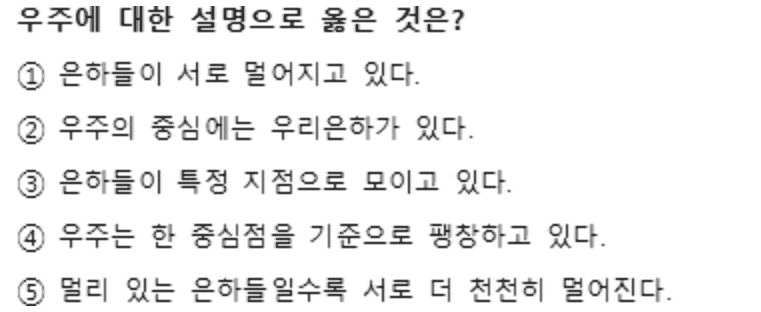 우주에 대한 설명으로 옳은 것은?
① 은하들이 서로 멀어지고 있다.
② 우주의 중심에는 우리은하가 있다.
③ 은하들이 특정 지점으로 모이고 있다.
④ 우주는 한 중심점을 기준으로 팽창하고 있다.
⑤ 멀리 있는 은하들일수록 서로 더 천천히 멀어진다.